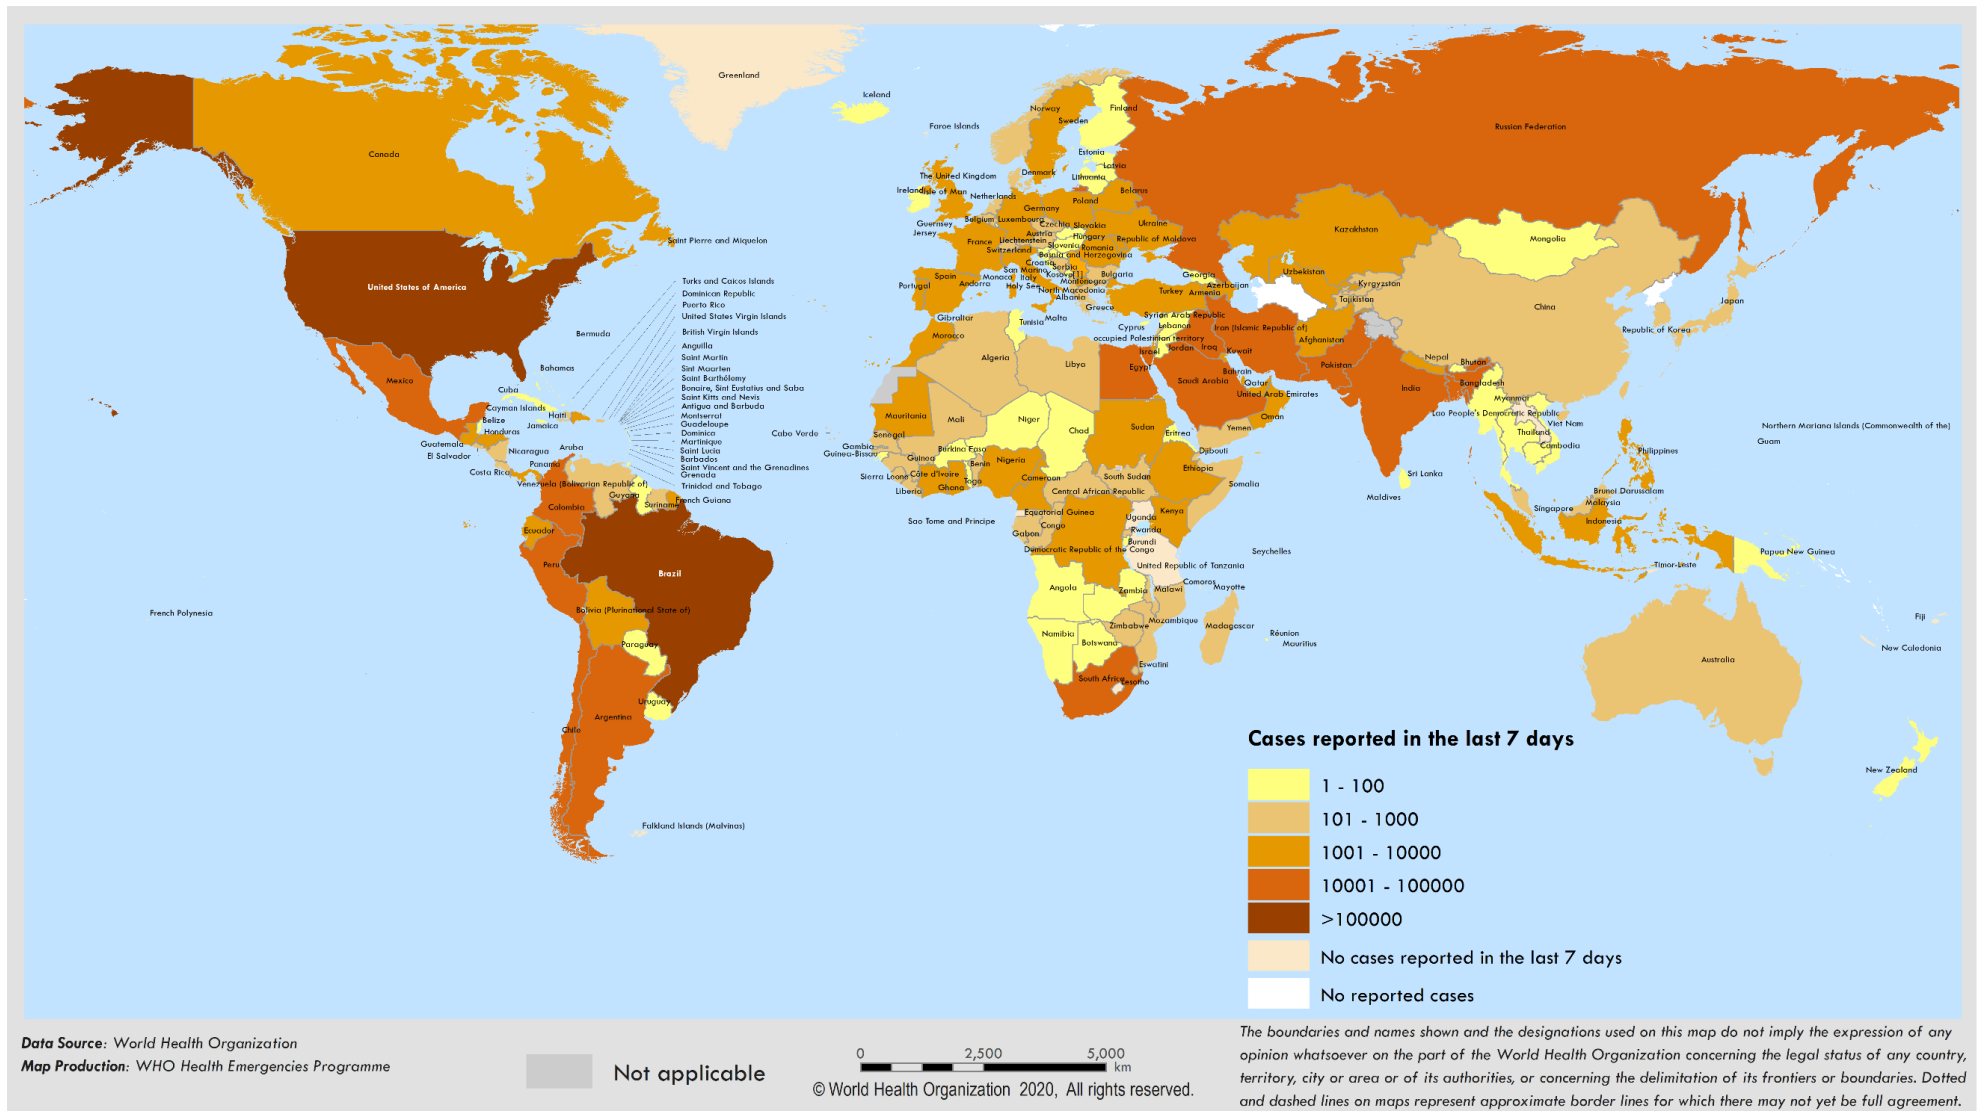 Greenland
Iceland
Faroe Islands
Norway
Sweden
Finland
Russian Federation
Canada
Estonia
Latvia
Lithuania
Denmark
The United Kingdom
Ireland
Isle of Man
Netherlands
Belarus
Poland
Germany
Guernsey
Jersey
Belgium
Luxembourg
Czechia
Slovakia
Ukraine
Austria
Hungary
France
Liechtenstein
Republic of Moldova
Switzerland
Slovenia
Romania
Bosnia and Herzegovina
Croatia
San Marino
Serbia
Kosovo[1]
Bulgaria
Monaco
Italy
Montenegro
Spain
Andorra
Holy See
North Macedonia
Portugal
Albania
Greece
Kazakhstan
Mongolia
Georgia
Uzbekistan
Azerbaijan
Turkey
Armenia
Kyrgyzstan
Tajikistan
China
Japan
Republic of Korea
Saint Pierre and Miquelon
United States of America
Turks and Caicos Islands
Dominican Republic
Puerto Rico
United States Virgin Islands
British Virgin Islands
Anguilla
Saint Martin
Sint Maarten
Saint Barthélemy
Bonaire, Sint Eustatius and Saba
Saint Kitts and Nevis
Antigua and Barbuda
Montserrat
Guadeloupe
Dominica
Martinique
Saint Lucia
Barbados
Saint Vincent and the Grenadines
Grenada
Trinidad and Tobago
Bermuda
Bahamas
Mexico
Cuba
Cayman Islands
Haiti
Belize
Jamaica
Honduras
Guatemala
El Salvador
Nicaragua
Aruba
Costa Rica
Panama
Venezuela (Bolivarian Republic of)
Guyana
Suriname
French Guiana
Colombia
Ecuador
Peru
Brazil
Bolivia (Plurinational State of)
Paraguay
Uruguay
Argentina
Chile
Falkland Islands (Malvinas)
French Polynesia
Gibraltar
Tunisia
Malta
Morocco
Algeria
Libya
Cyprus
Syrian Arab Republic
Lebanon
occupied Palestinian territory
Israel
Jordan
Iraq
Iran (Islamic Republic of)
Kuwait
Afghanistan
Egypt
Bahrain
Saudi Arabia
Qatar
United Arab Emirates
Oman
Yemen
Pakistan
Nepal
Bhutan
India
Bangladesh
Myanmar
Lao People's Democratic Republic
Viet Nam
Thailand
Cambodia
Philippines
Northern Mariana Islands (Commonwealth of the)
Guam
Sri Lanka
Maldives
Brunei Darussalam
Malaysia
Singapore
Indonesia
Papua New Guinea
Timor-Leste
Cabo Verde
Mauritania
Mali
Niger
Chad
Sudan
Eritrea
Senegal
Gambia
Guinea-Bissau
Guinea
Burkina Faso
Benin
Nigeria
Djibouti
Ethiopia
Sierra Leone
Côte d'Ivoire
Togo
Ghana
Liberia
Cameroon
South Sudan
Central African Republic
Somalia
Sao Tome and Principe
Equatorial Guinea
Congo
Gabon
Uganda
Kenya
Rwanda
Burundi
Democratic Republic of the Congo
Seychelles
United Republic of Tanzania
Comoros
Mayotte
Angola
Zambia
Malawi
Mozambique
Namibia
Zimbabwe
Botswana
Madagascar
Réunion
Mauritius
Eswatini
South Africa
Lesotho
Fiji
New Caledonia
Australia
New Zealand
Cases reported in the last 7 days
1 - 100
101 - 1000
1001 - 10000
10001 - 100000
>100000
No cases reported in the last 7 days
No reported cases
Data Source: World Health Organization
Map Production: WHO Health Emergencies Programme
Not applicable
0 2,500 5,000
km
© World Health Organization 2020, All rights reserved.
The boundaries and names shown and the designations used on this map do not imply the expression of any
opinion whatsoever on the part of the World Health Organization concerning the legal status of any country,
territory, city or area or of its authorities, or concerning the delimitation of its frontiers or boundaries. Dotted
and dashed lines on maps represent approximate border lines for which there may not yet be full agreement.